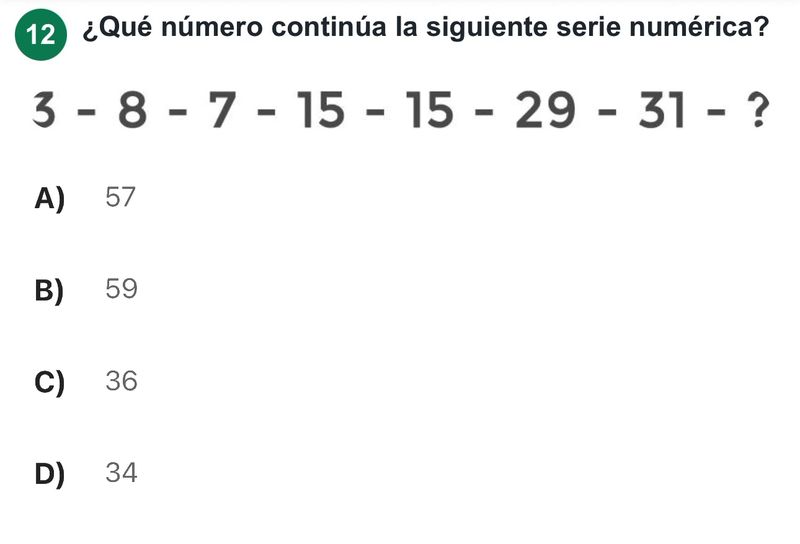 12 ¿Qué número continúa la siguiente serie numérica?
3 - 8 - 7 - 15 - 15 - 29 - 31 - ?
A) 57
B) 59
C) 36
D) 34